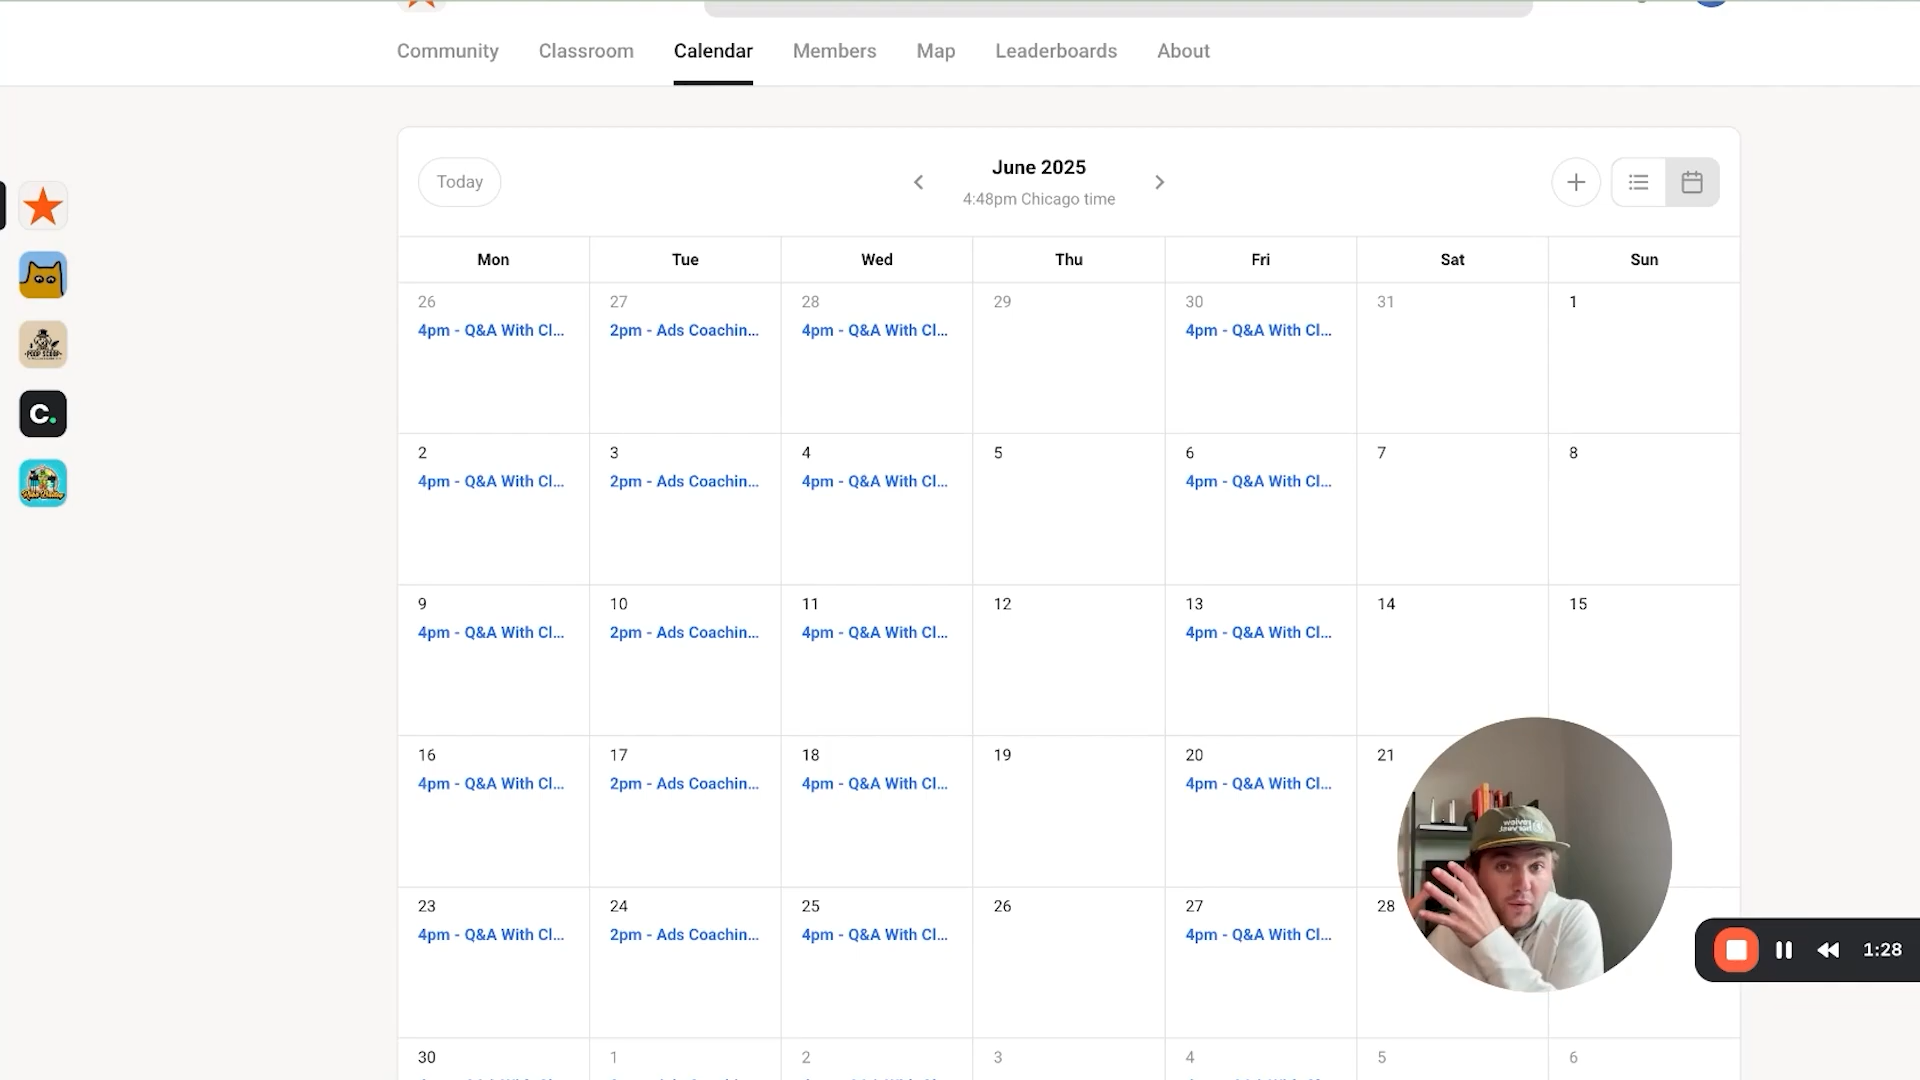 Community Classroom Calendar Members Map Leaderboards About
Today
June 2025
4:48pm Chicago time
Mon Tue Wed Thu Fri Sat Sun
26 27 28 29 30 31 1
4pm - Q&A With Cl... 2pm - Ads Coachin... 4pm - Q&A With Cl... 4pm - Q&A With Cl...
2 3 4 5 6 7 8
4pm - Q&A With Cl... 2pm - Ads Coachin... 4pm - Q&A With Cl... 4pm - Q&A With Cl...
9 10 11 12 13 14 15
4pm - Q&A With Cl... 2pm - Ads Coachin... 4pm - Q&A With Cl... 4pm - Q&A With Cl...
16 17 18 19 20 21
4pm - Q&A With Cl... 2pm - Ads Coachin... 4pm - Q&A With Cl... 4pm - Q&A With Cl...
23 24 25 26 27 28
4pm - Q&A With Cl... 2pm - Ads Coachin... 4pm - Q&A With Cl... 4pm - Q&A With Cl...
30 1 2 3 4 5 6
POOP SCOOP
C.
1:28